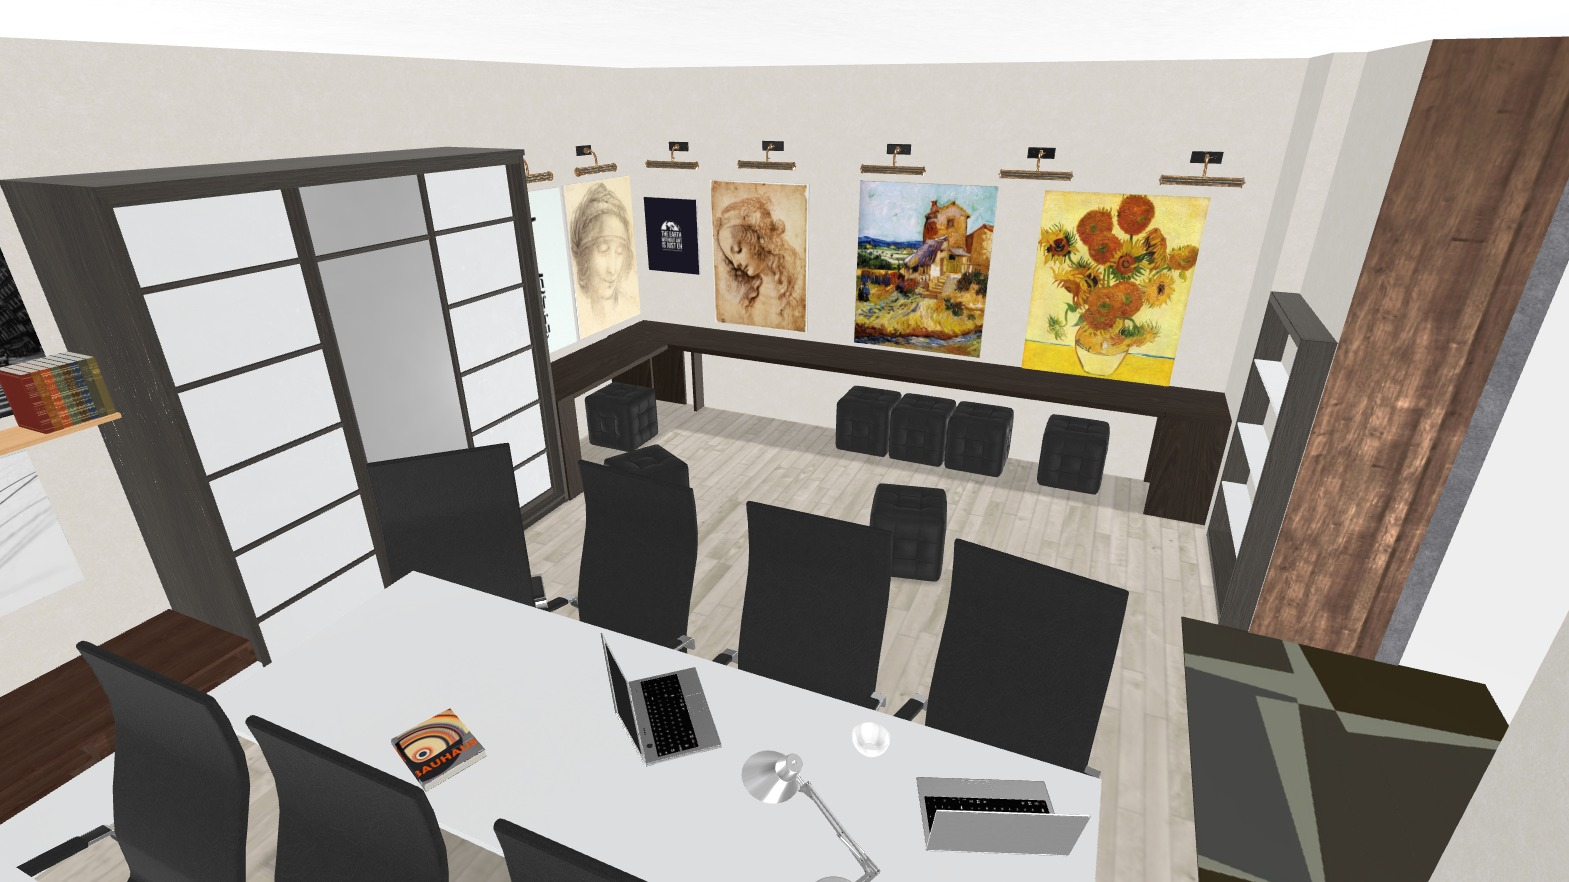 THE EARTH
WITHOUT ART
IS JUST EH
BAUHAUS